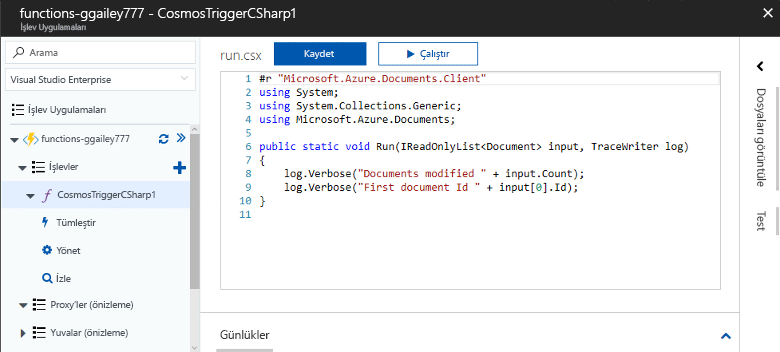 functions-ggailey777 - CosmosTriggerCSharp1
İşlev Uygulamaları
Arama
Visual Studio Enterprise
İşlev Uygulamaları
functions-ggailey777
İşlevler
CosmosTriggerCSharp1
Tümleştir
Yönet
İzle
Proxy'ler (önizleme)
Yuvalar (önizleme)
run.csx
Kaydet
Çalıştır
1 #r "Microsoft.Azure.Documents.Client"
2 using System;
3 using System.Collections.Generic;
4 using Microsoft.Azure.Documents;
5
6 public static void Run(IReadOnlyList<Document> input, TraceWriter log)
7 {
8     log.Verbose("Documents modified " + input.Count);
9     log.Verbose("First document Id " + input[0].Id);
10 }
11
Günlükler
Dosyaları görüntüle
Test